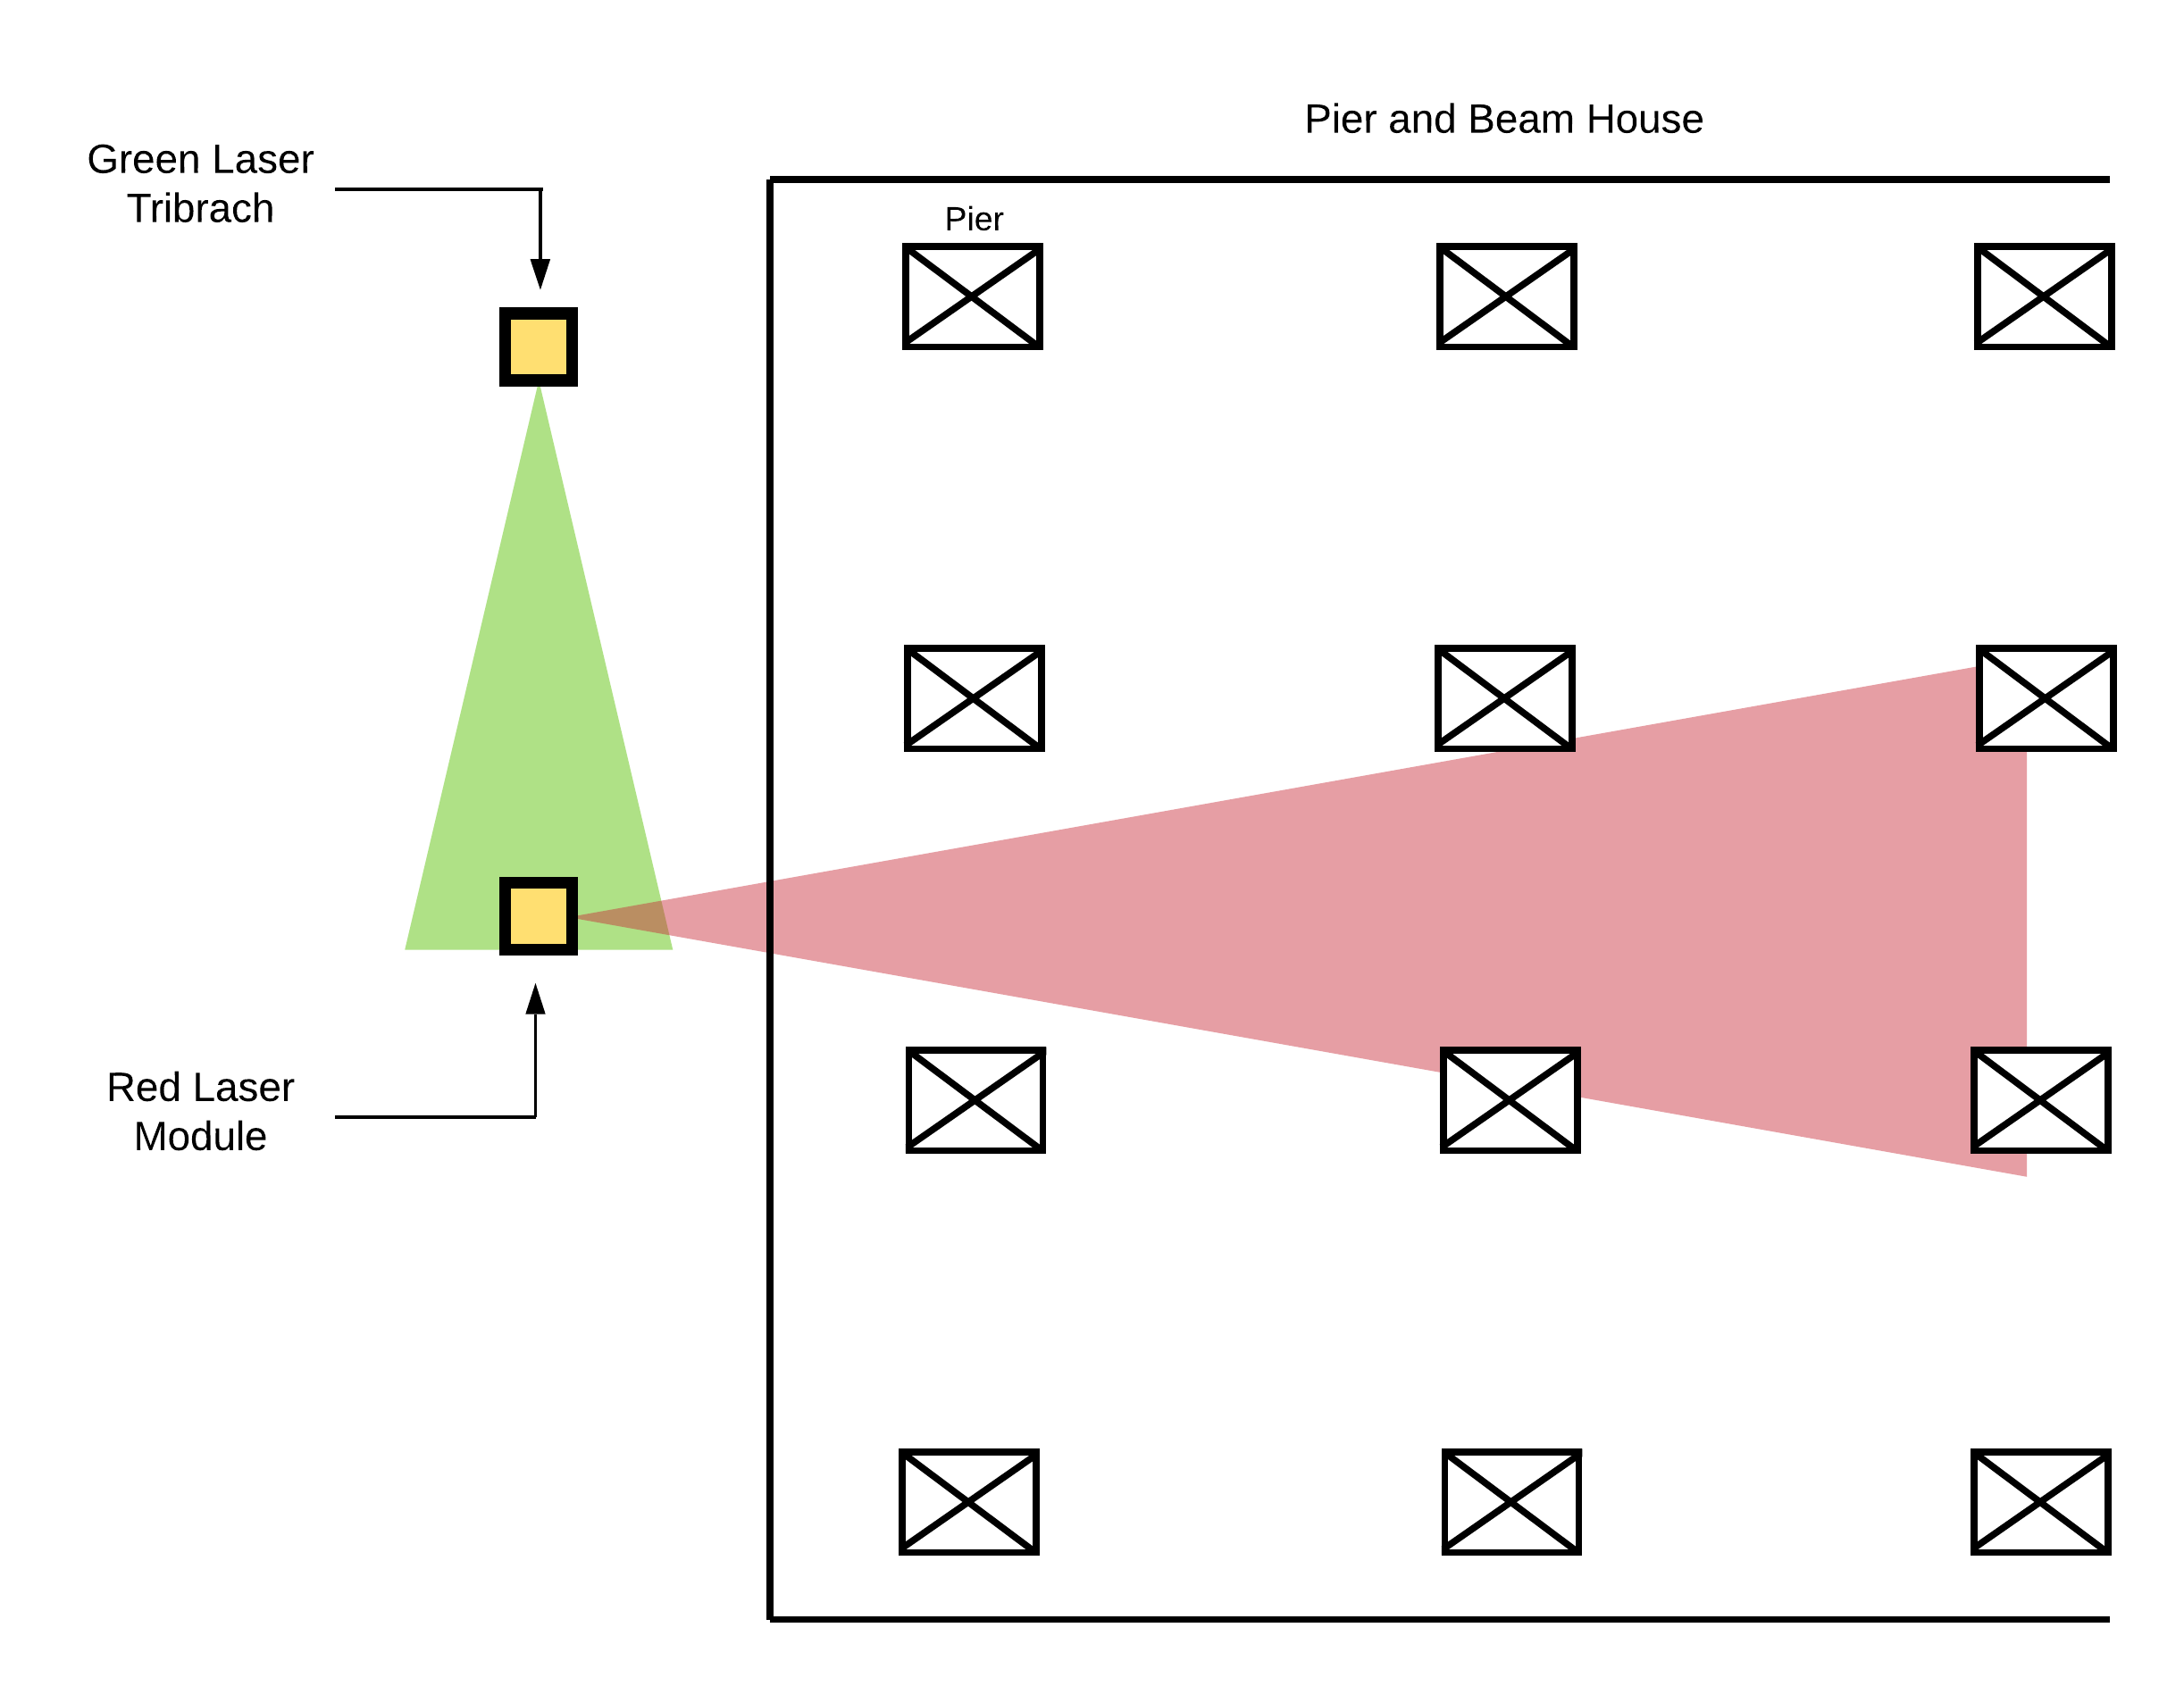 Pier and Beam House
Green Laser
Tribrach
Pier
Red Laser
Module